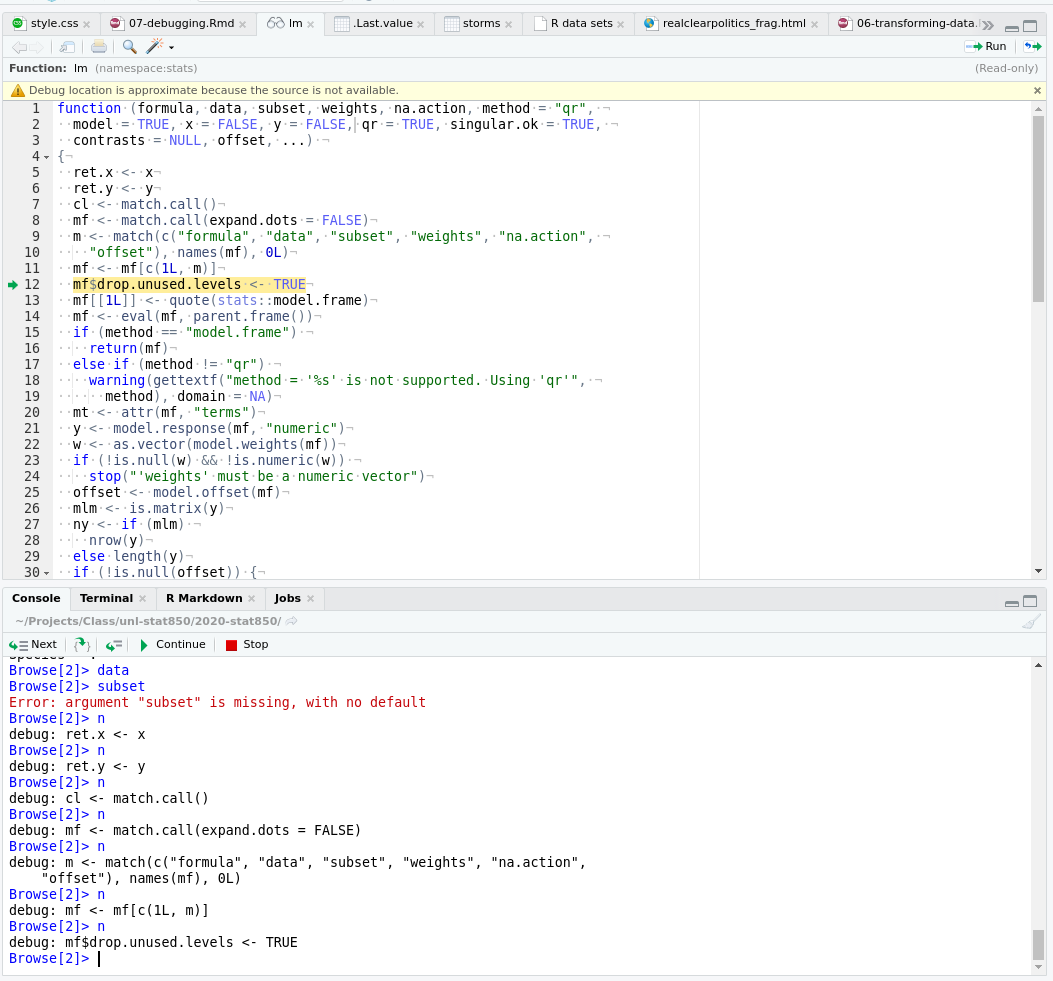 style.css × 07-debugging.Rmd × lm × .Last.value × storms × R data sets × realclearpolitics_frag.html × 06-transforming-data.
Run
Function: lm (namespace:stats) (Read-only)
Debug location is approximate because the source is not available. ×
1 function (formula, data, subset, weights, na.action, method = "qr",
2 model = TRUE, x = FALSE, y = FALSE, qr = TRUE, singular.ok = TRUE,
3 contrasts = NULL, offset, ...)
4 {
5 ret.x <- x
6 ret.y <- y
7 cl <- match.call()
8 mf <- match.call(expand.dots = FALSE)
9 m <- match(c("formula", "data", "subset", "weights", "na.action",
10 "offset"), names(mf), 0L)
11 mf <- mf[c(1L, m)]
12 mf$drop.unused.levels <- TRUE
13 mf[[1L]] <- quote(stats::model.frame)
14 mf <- eval(mf, parent.frame())
15 if (method == "model.frame")
16 return(mf)
17 else if (method != "qr")
18 warning(gettextf("method = '%s' is not supported. Using 'qr'",
19 method), domain = NA)
20 mt <- attr(mf, "terms")
21 y <- model.response(mf, "numeric")
22 w <- as.vector(model.weights(mf))
23 if (!is.null(w) && !is.numeric(w))
24 stop("'weights' must be a numeric vector")
25 offset <- model.offset(mf)
26 mlm <- is.matrix(y)
27 ny <- if (mlm)
28 nrow(y)
29 else length(y)
30 if (!is.null(offset)) {
Console Terminal × R Markdown × Jobs ×
~/Projects/Class/unl-stat850/2020-stat850/
Next Continue Stop
Browse[2]> data
Browse[2]> subset
Error: argument "subset" is missing, with no default
Browse[2]> n
debug: ret.x <- x
Browse[2]> n
debug: ret.y <- y
Browse[2]> n
debug: cl <- match.call()
Browse[2]> n
debug: mf <- match.call(expand.dots = FALSE)
Browse[2]> n
debug: m <- match(c("formula", "data", "subset", "weights", "na.action",
"offset"), names(mf), 0L)
Browse[2]> n
debug: mf <- mf[c(1L, m)]
Browse[2]> n
debug: mf$drop.unused.levels <- TRUE
Browse[2]>